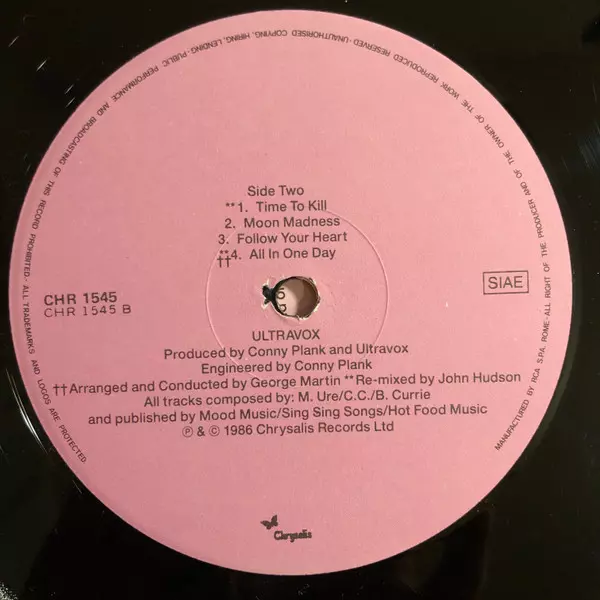 Side Two
**1. Time To Kill
2. Moon Madness
3. Follow Your Heart
**††4. All In One Day
CHR 1545
CHR 1545 B
SIAE
ULTRAVOX
Produced by Conny Plank and Ultravox
Engineered by Conny Plank
††Arranged and Conducted by George Martin **Re-mixed by John Hudson
All tracks composed by: M. Ure/C.C./B. Currie
and published by Mood Music/Sing Sing Songs/Hot Food Music
Ⓟ & © 1986 Chrysalis Records Ltd
Chrysalis
MANUFACTURED BY RCA S.P.A. ROME - ALL RIGHT OF THE PRODUCER AND OF THE OWNER OF THE WORK REPRODUCED RESERVED - UNAUTHORISED COPYING, HIRING, LENDING - PUBLIC PERFORMANCE AND BROADCASTING OF THIS RECORD PROHIBITED - ALL TRADEMARKS AND LOGOS ARE PROTECTED